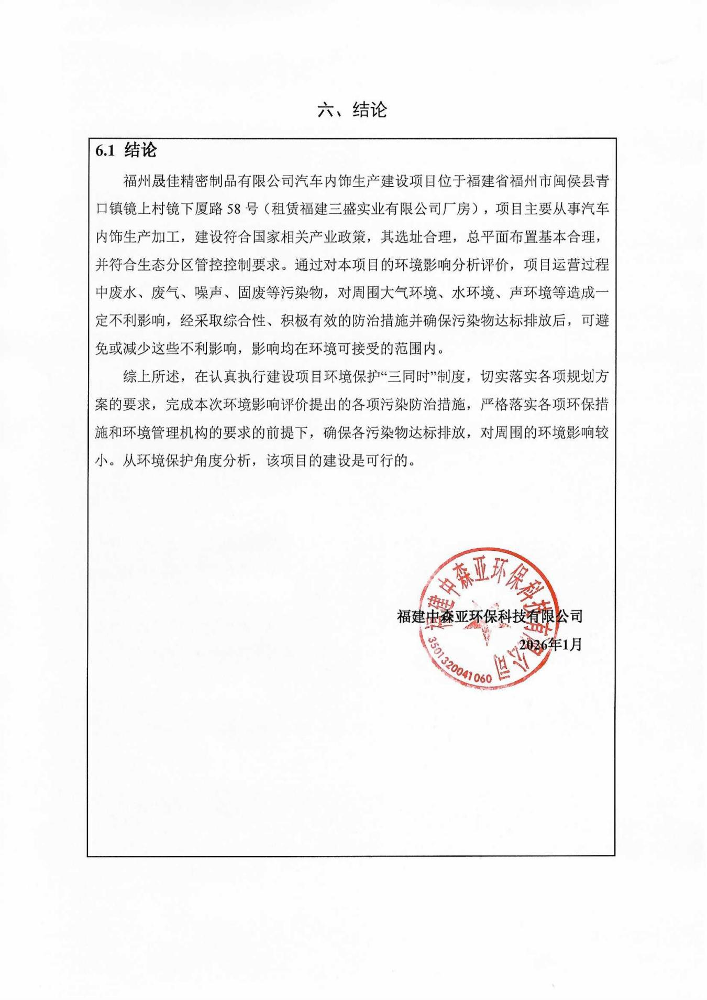 六、结论
6.1 结论
福州晟佳精密制品有限公司汽车内饰生产建设项目位于福建省福州市闽侯县青
口镇镜上村镜下厦路 58 号（租赁福建三盛实业有限公司厂房），项目主要从事汽车
内饰生产加工，建设符合国家相关产业政策，其选址合理，总平面布置基本合理，
并符合生态分区管控控制要求。通过对本项目的环境影响分析评价，项目运营过程
中废水、废气、噪声、固废等污染物，对周围大气环境、水环境、声环境等造成一
定不利影响，经采取综合性、积极有效的防治措施并确保污染物达标排放后，可避
免或减少这些不利影响，影响均在环境可接受的范围内。
综上所述，在认真执行建设项目环境保护“三同时”制度，切实落实各项规划方
案的要求，完成本次环境影响评价提出的各项污染防治措施，严格落实各项环保措
施和环境管理机构的要求的前提下，确保各污染物达标排放，对周围的环境影响较
小。从环境保护角度分析，该项目的建设是可行的。
福建中森亚环保科技有限公司
福建中森亚环保科技有限公司
2026年1月
3501320041060